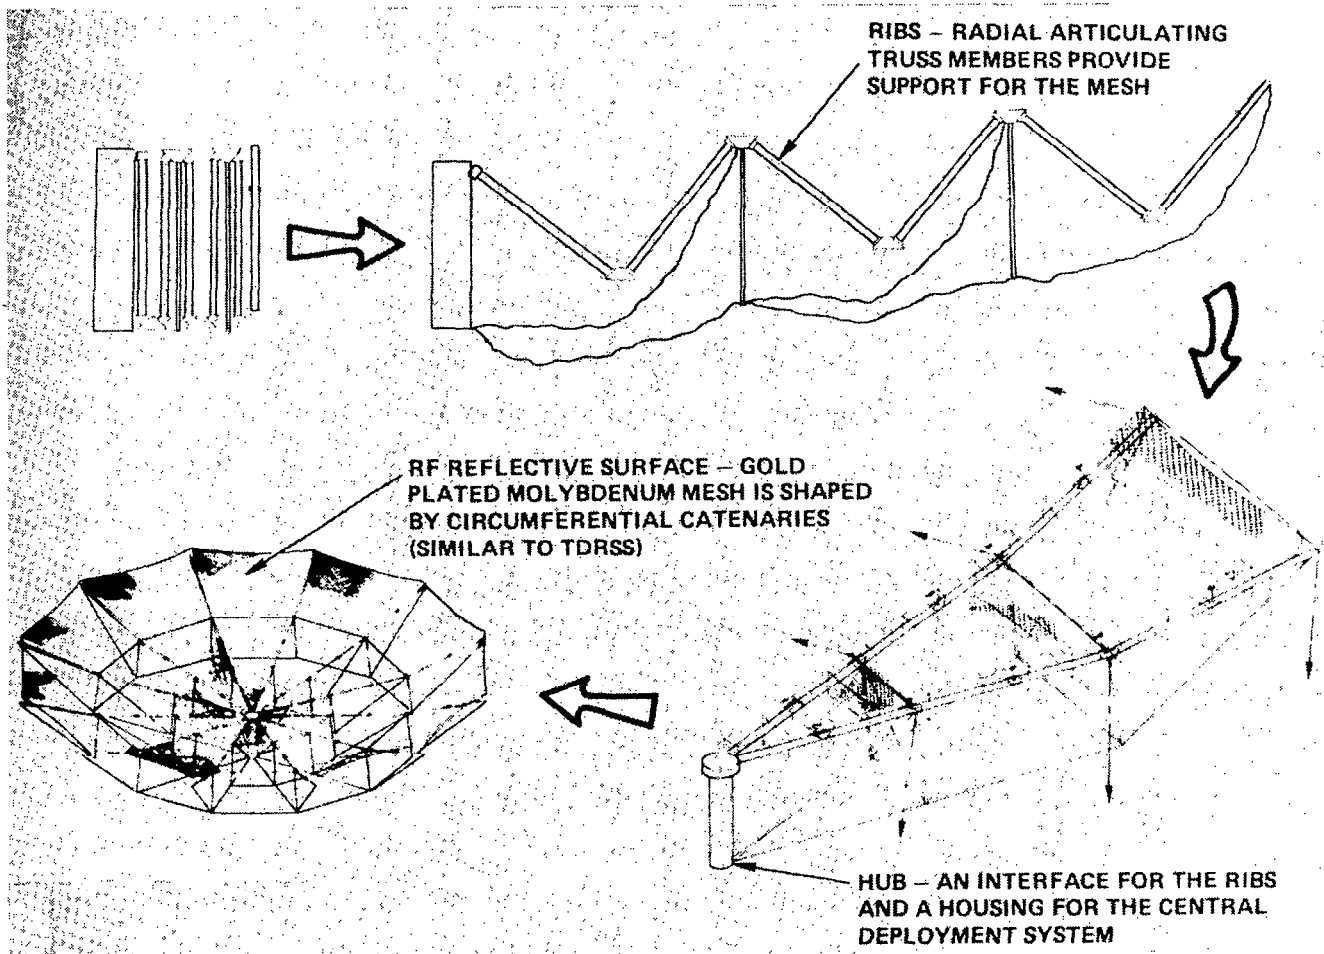 RIBS – RADIAL ARTICULATING
TRUSS MEMBERS PROVIDE
SUPPORT FOR THE MESH
RF REFLECTIVE SURFACE – GOLD
PLATED MOLYBDENUM MESH IS SHAPED
BY CIRCUMFERENTIAL CATENARIES
(SIMILAR TO TDRSS)
HUB – AN INTERFACE FOR THE RIBS
AND A HOUSING FOR THE CENTRAL
DEPLOYMENT SYSTEM